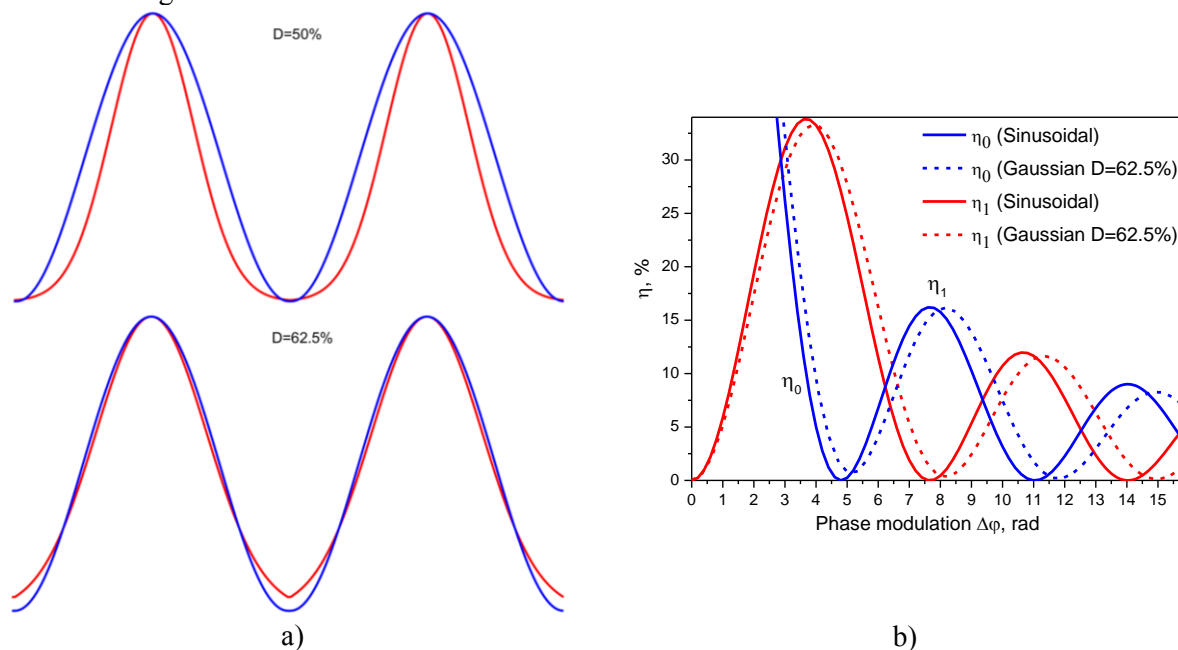 D=50%
D=62.5%
a)
η₀ (Sinusoidal)
η₀ (Gaussian D=62.5%)
η₁ (Sinusoidal)
η₁ (Gaussian D=62.5%)
η₁
η₀
η, %
30
25
20
15
10
5
0
0 1 2 3 4 5 6 7 8 9 10 11 12 13 14 15
Phase modulation Δφ, rad
b)